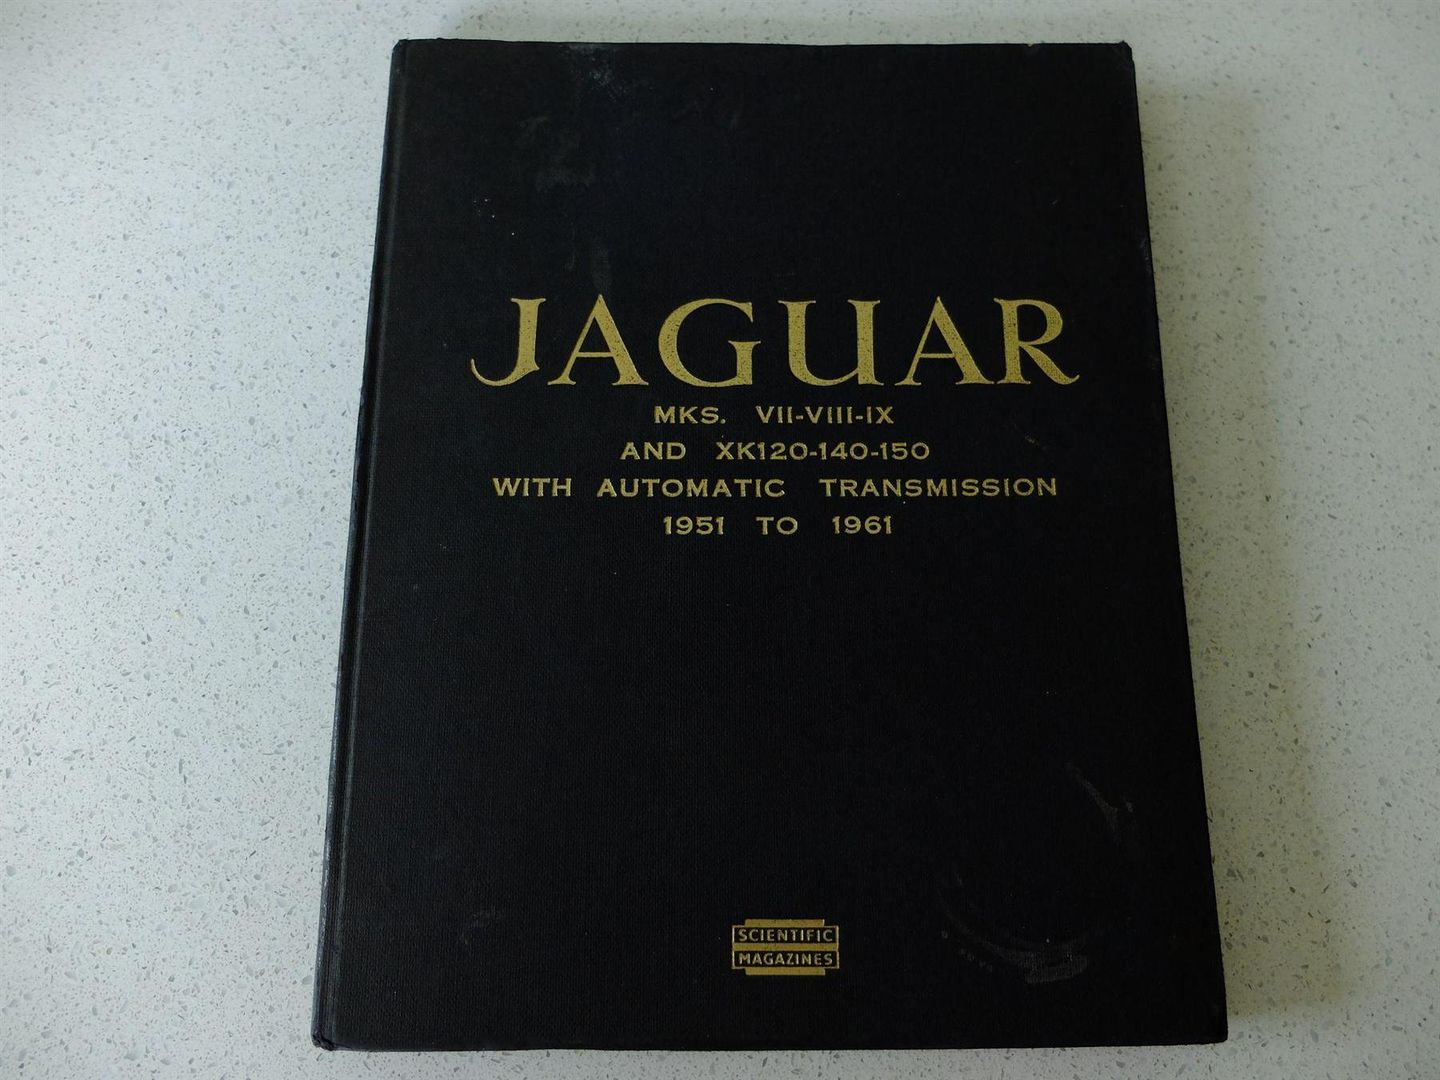 JAGUAR
MKS. VII-VIII-IX
AND XK120-140-150
WITH AUTOMATIC TRANSMISSION
1951 TO 1961
SCIENTIFIC
MAGAZINES